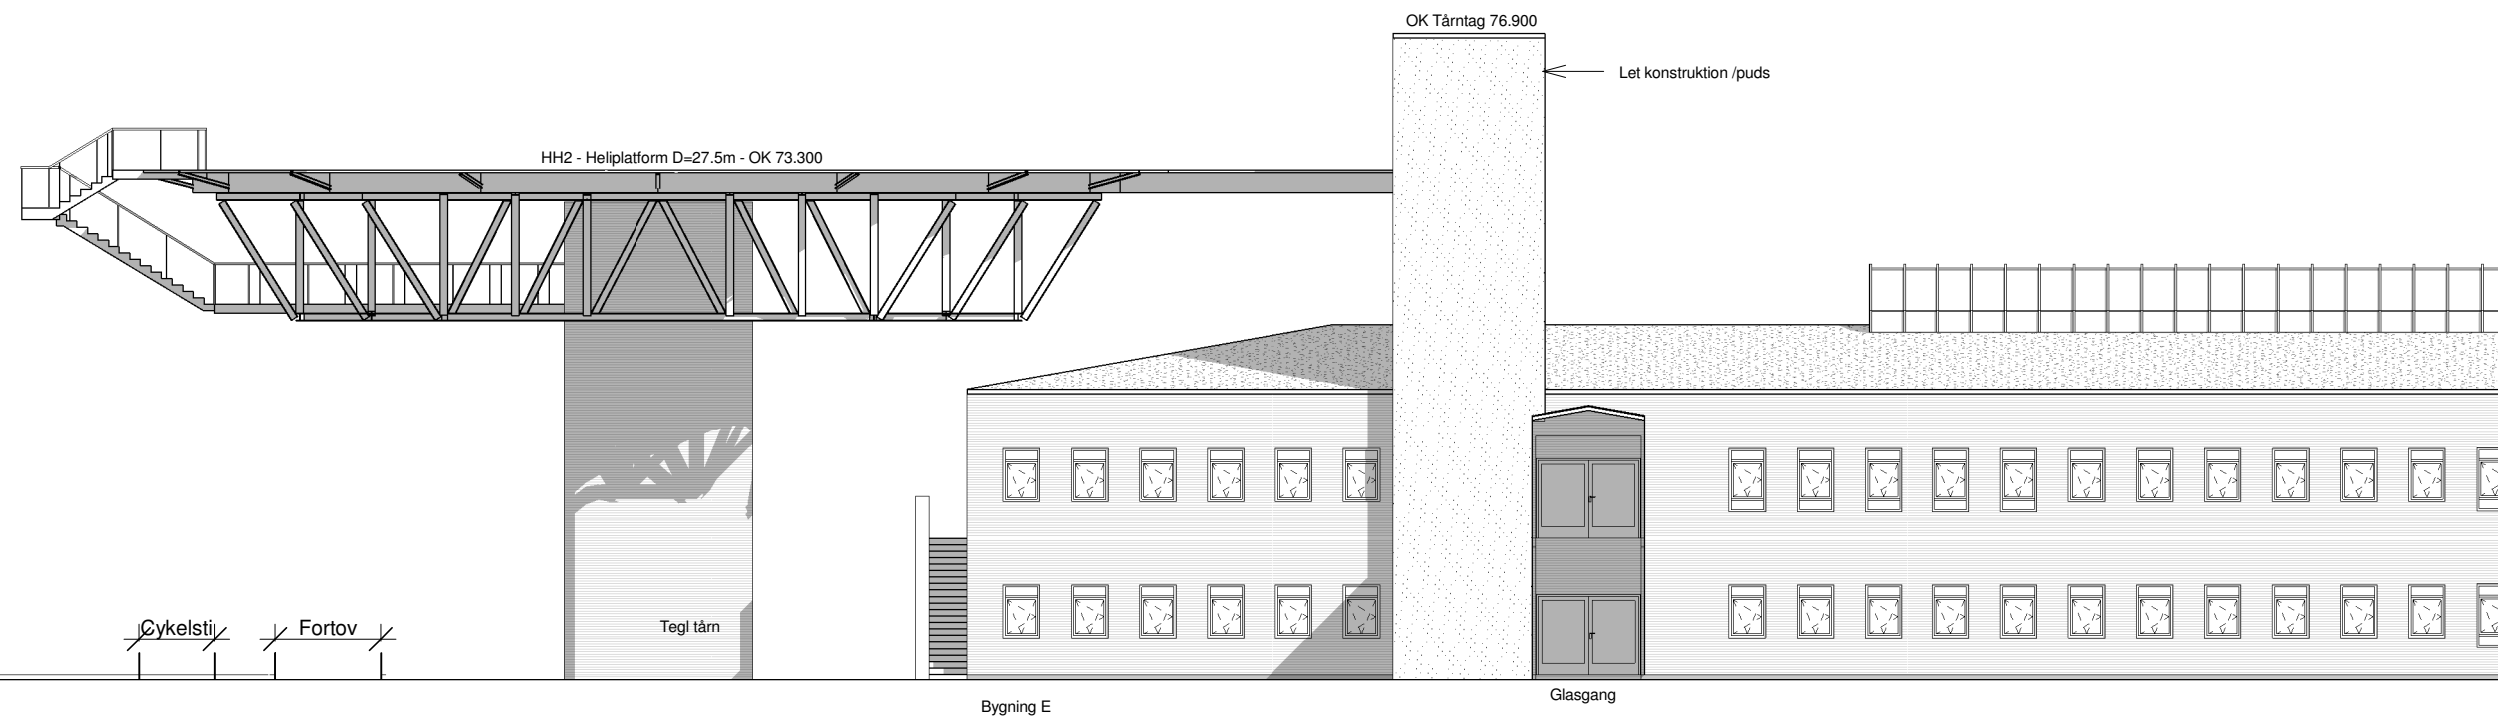 OK Tårntag 76.900
Let konstruktion /puds
HH2 - Heliplatform D=27.5m - OK 73.300
Cykelsti
Fortov
Tegl tårn
Glasgang
Bygning E